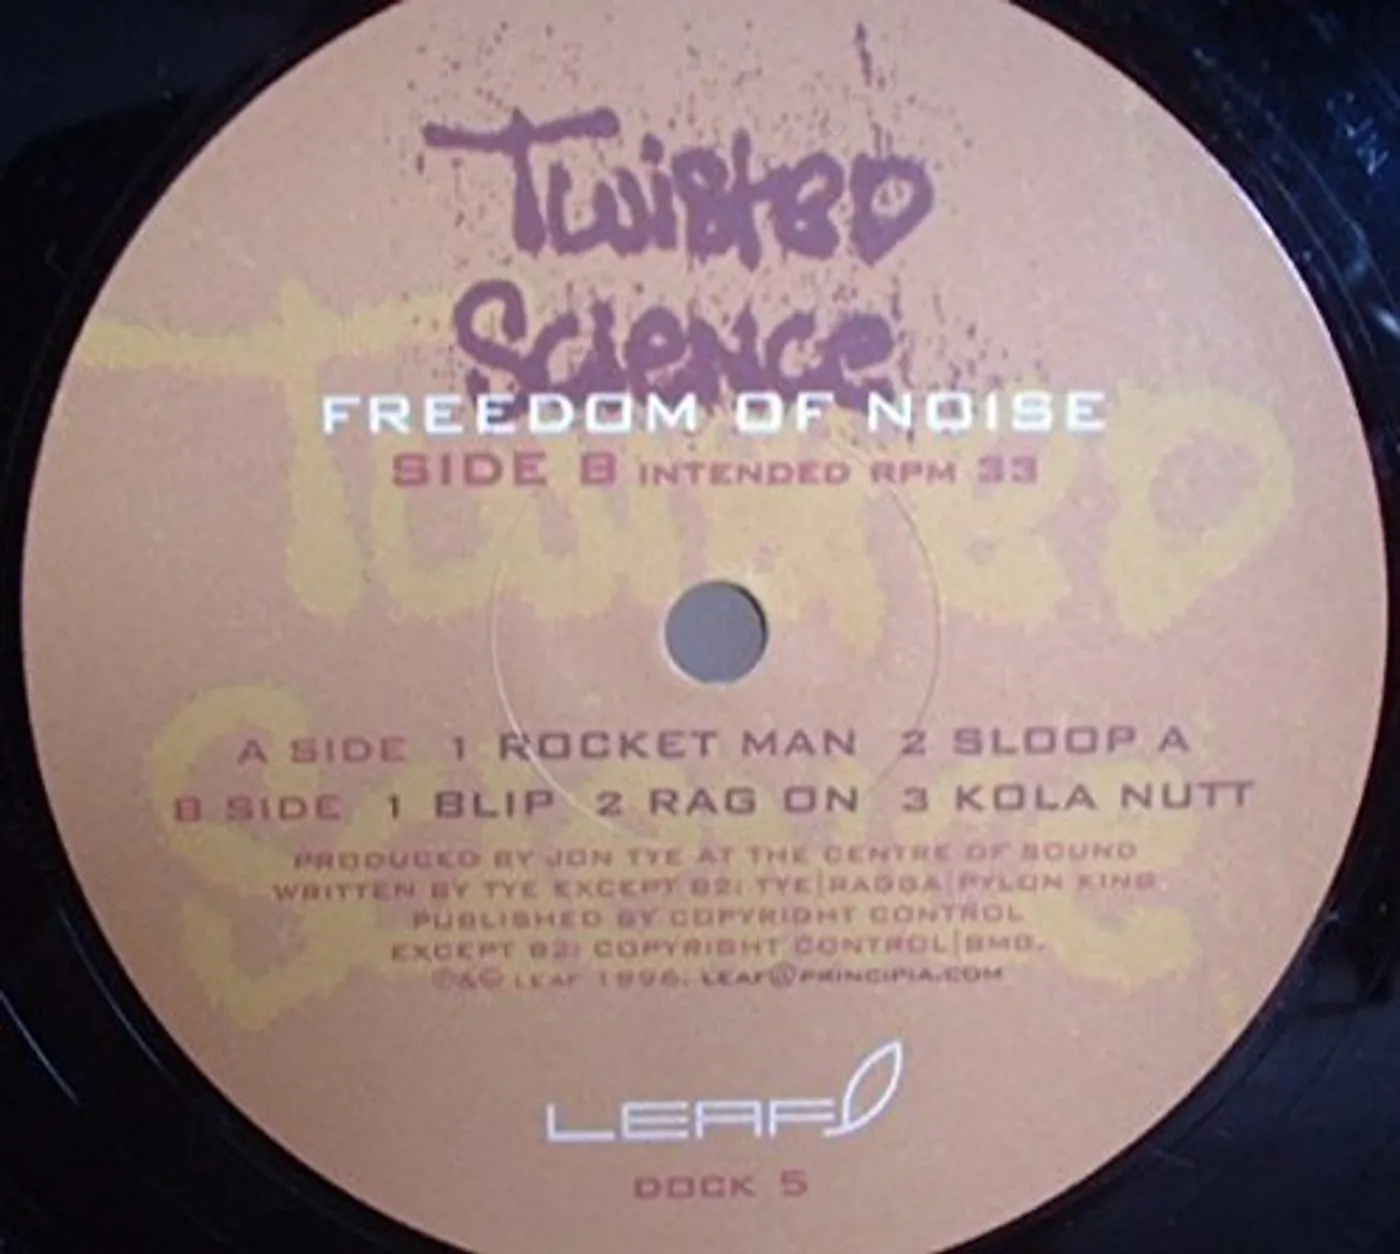 Twisted
Science
FREEDOM OF NOISE
SIDE B INTENDED RPM 33
A SIDE 1 ROCKET MAN 2 SLOOP A
B SIDE 1 BLIP 2 RAG ON 3 KOLA NUTT
PRODUCED BY JON TYE AT THE CENTRE OF SOUND
WRITTEN BY TYE EXCEPT B2: TYE|RAGGA|PYLON KING
PUBLISHED BY COPYRIGHT CONTROL
EXCEPT B2: COPYRIGHT CONTROL|BMG.
℗&© LEAF 1996. LEAF@PRINCIPIA.COM
LEAF
DOCK 5